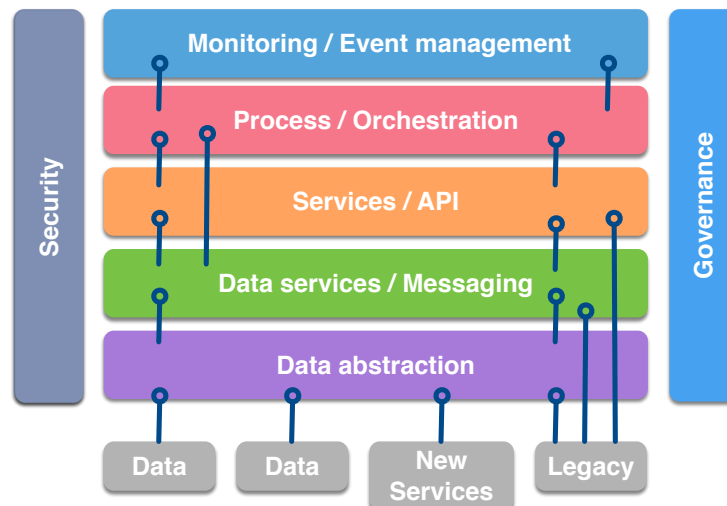 Monitoring / Event management
Process / Orchestration
Services / API
Data services / Messaging
Data abstraction
Security
Governance
Data
Data
New
Services
Legacy